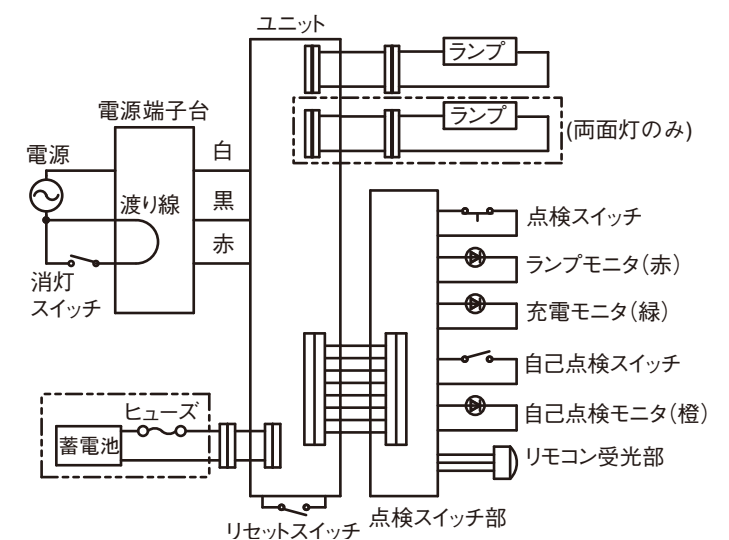 ユニット
ランプ
電源端子台
ランプ
(両面灯のみ)
電源
白
渡り線
黒
点検スイッチ
赤
ランプモニタ(赤)
消灯
スイッチ
充電モニタ(緑)
自己点検スイッチ
ヒューズ
自己点検モニタ(橙)
蓄電池
リモコン受光部
リセットスイッチ
点検スイッチ部